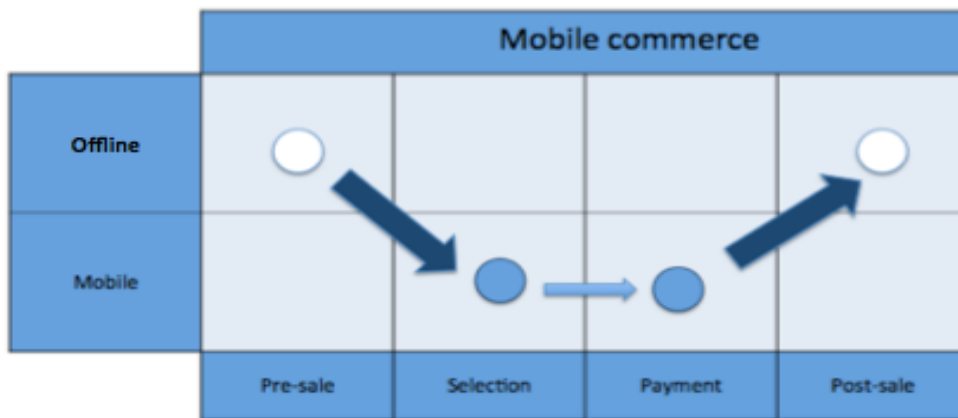 Mobile commerce
Offline
Mobile
Pre-sale
Selection
Payment
Post-sale